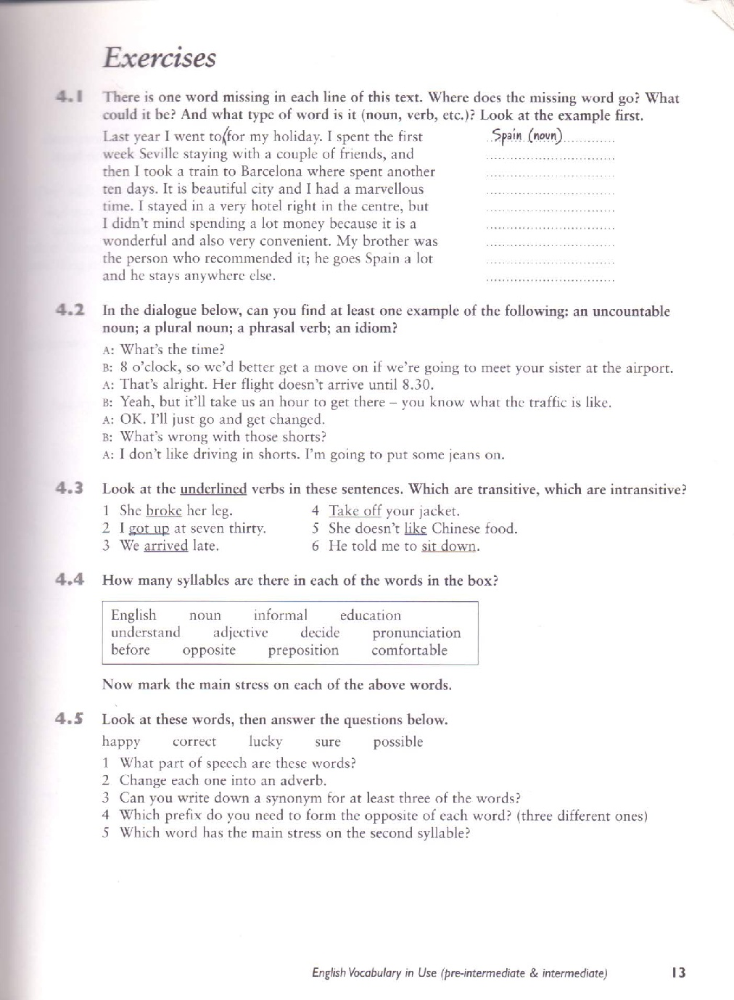 Exercises
4.1 There is one word missing in each line of this text. Where does the missing word go? What
could it be? And what type of word is it (noun, verb, etc.)? Look at the example first.
Last year I went to/for my holiday. I spent the first Spain (noun)
week Seville staying with a couple of friends, and
then I took a train to Barcelona where spent another
ten days. It is beautiful city and I had a marvellous
time. I stayed in a very hotel right in the centre, but
I didn't mind spending a lot money because it is a
wonderful and also very convenient. My brother was
the person who recommended it; he goes Spain a lot
and he stays anywhere else.
4.2 In the dialogue below, can you find at least one example of the following: an uncountable
noun; a plural noun; a phrasal verb; an idiom?
A: What's the time?
B: 8 o'clock, so we'd better get a move on if we're going to meet your sister at the airport.
A: That's alright. Her flight doesn't arrive until 8.30.
B: Yeah, but it'll take us an hour to get there – you know what the traffic is like.
A: OK. I'll just go and get changed.
B: What's wrong with those shorts?
A: I don't like driving in shorts. I'm going to put some jeans on.
4.3 Look at the underlined verbs in these sentences. Which are transitive, which are intransitive?
1 She broke her leg. 4 Take off your jacket.
2 I got up at seven thirty. 5 She doesn't like Chinese food.
3 We arrived late. 6 He told me to sit down.
4.4 How many syllables are there in each of the words in the box?
English noun informal education
understand adjective decide pronunciation
before opposite preposition comfortable
Now mark the main stress on each of the above words.
4.5 Look at these words, then answer the questions below.
happy correct lucky sure possible
1 What part of speech are these words?
2 Change each one into an adverb.
3 Can you write down a synonym for at least three of the words?
4 Which prefix do you need to form the opposite of each word? (three different ones)
5 Which word has the main stress on the second syllable?
English Vocabulary in Use (pre-intermediate & intermediate) 13